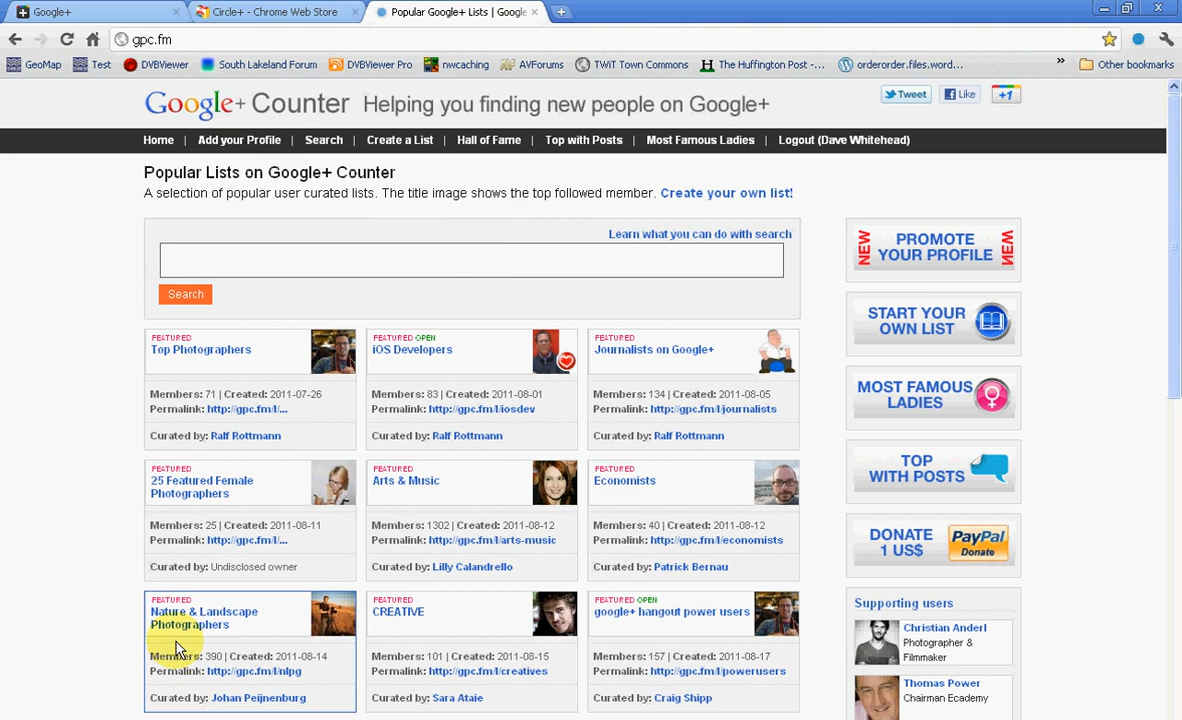 Google+
Circle+ - Chrome Web Store
Popular Google+ Lists | Google
gpc.fm
GeoMap
Test
DVBViewer
South Lakeland Forum
DVBViewer Pro
nwcaching
AVForums
TWiT Town Commons
The Huffington Post -...
orderorder.files.word...
»
Other bookmarks
Google+ Counter Helping you finding new people on Google+
Tweet
Like
+1
Home | Add your Profile | Search | Create a List | Hall of Fame | Top with Posts | Most Famous Ladies | Logout (Dave Whitehead)
Popular Lists on Google+ Counter
A selection of popular user curated lists. The title image shows the top followed member. Create your own list!
Learn what you can do with search
Search
FEATURED
Top Photographers
Members: 71 | Created: 2011-07-26
Permalink: http://gpc.fm/l/...
Curated by: Ralf Rottmann
FEATURED OPEN
iOS Developers
Members: 83 | Created: 2011-08-01
Permalink: http://gpc.fm/l/iosdev
Curated by: Ralf Rottmann
FEATURED
Journalists on Google+
Members: 134 | Created: 2011-08-05
Permalink: http://gpc.fm/l/journalists
Curated by: Ralf Rottmann
FEATURED
25 Featured Female
Photographers
Members: 25 | Created: 2011-08-11
Permalink: http://gpc.fm/l/...
Curated by: Undisclosed owner
FEATURED
Arts & Music
Members: 1302 | Created: 2011-08-12
Permalink: http://gpc.fm/l/arts-music
Curated by: Lilly Calandrello
FEATURED
Economists
Members: 40 | Created: 2011-08-12
Permalink: http://gpc.fm/l/economists
Curated by: Patrick Bernau
FEATURED
Nature & Landscape
Photographers
Members: 390 | Created: 2011-08-14
Permalink: http://gpc.fm/l/nlpg
Curated by: Johan Peijnenburg
FEATURED
CREATIVE
Members: 101 | Created: 2011-08-15
Permalink: http://gpc.fm/l/creatives
Curated by: Sara Ataie
FEATURED OPEN
google+ hangout power users
Members: 157 | Created: 2011-08-17
Permalink: http://gpc.fm/l/powerusers
Curated by: Craig Shipp
NEW
PROMOTE
YOUR PROFILE
NEW
START YOUR
OWN LIST
MOST FAMOUS
LADIES
TOP
WITH POSTS
DONATE
1 US$
PayPal
Donate
Supporting users
Christian Anderl
Photographer &
Filmmaker
Thomas Power
Chairman Ecademy